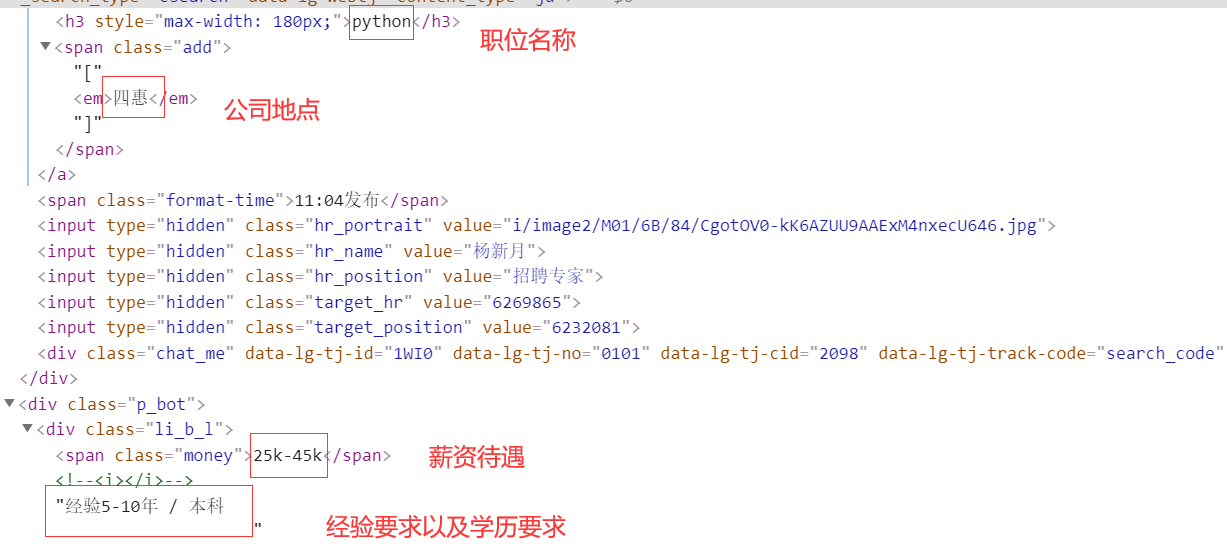 <h3 style="max-width: 180px;">python</h3>
职位名称
▼<span class="add">
"["
<em>四惠</em>
公司地点
"]"
</span>
</a>
<span class="format-time">11:04发布</span>
<input type="hidden" class="hr_portrait" value="i/image2/M01/6B/84/CgotOV0-kK6AZUU9AAExM4nxecU646.jpg">
<input type="hidden" class="hr_name" value="杨新月">
<input type="hidden" class="hr_position" value="招聘专家">
<input type="hidden" class="target_hr" value="6269865">
<input type="hidden" class="target_position" value="6232081">
<div class="chat_me" data-lg-tj-id="1WI0" data-lg-tj-no="0101" data-lg-tj-cid="2098" data-lg-tj-track-code="search_code"
</div>
▼<div class="p_bot">
▼<div class="li_b_l">
<span class="money">25k-45k</span>
薪资待遇
<!--<i></i>-->
"经验5-10年 / 本科
"
经验要求以及学历要求